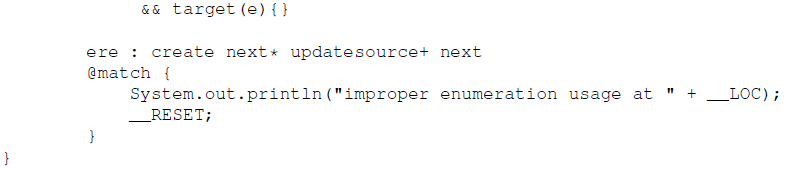 && target(e){}
ere : create next* updatesource+ next
@match {
System.out.println("improper enumeration usage at " + __LOC);
__RESET;
}
}